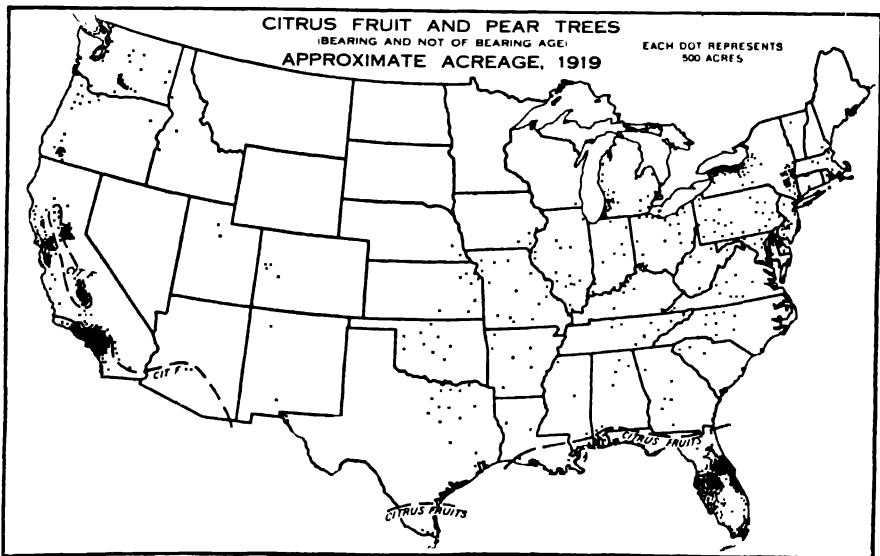 CITRUS FRUIT AND PEAR TREES
(BEARING AND NOT OF BEARING AGE)
APPROXIMATE ACREAGE, 1919
EACH DOT REPRESENTS
500 ACRES
CIT F
CIT F
CITRUS FRUITS
CITRUS FRUITS